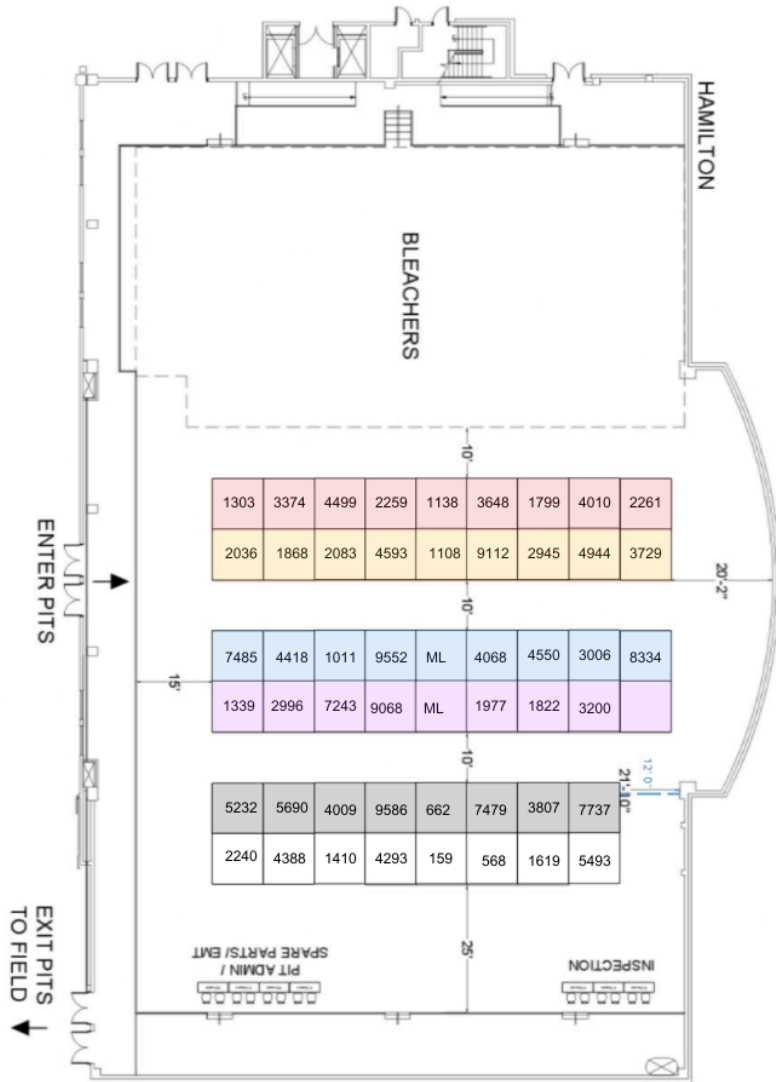 HAMILTON
BLEACHERS
10'
1303 3374 4499 2259 1138 3648 1799 4010 2261
2036 1868 2083 4593 1108 9112 2945 4944 3729
ENTER PITS
10'
20'-2"
7485 4418 1011 9552 ML 4068 4550 3006 8334
1339 2996 7243 9068 ML 1977 1822 3200
15'
10'
21'-10"
12' 0"
5232 5690 4009 9586 662 7479 3807 7737
2240 4388 1410 4293 159 568 1619 5493
25'
EXIT PITS
TO FIELD
PIT ADMIN /
SPARE PARTS/ EMT
INSPECTION